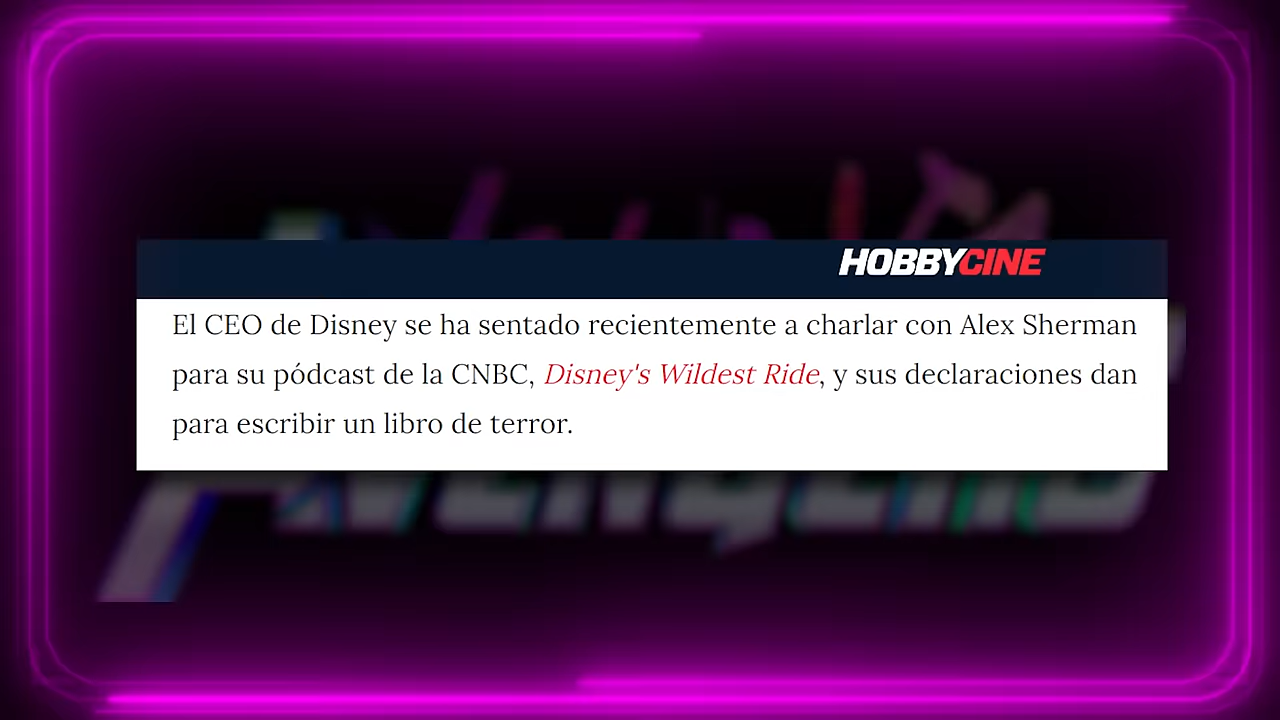 HOBBYCINE
El CEO de Disney se ha sentado recientemente a charlar con Alex Sherman
para su pódcast de la CNBC, Disney's Wildest Ride, y sus declaraciones dan
para escribir un libro de terror.